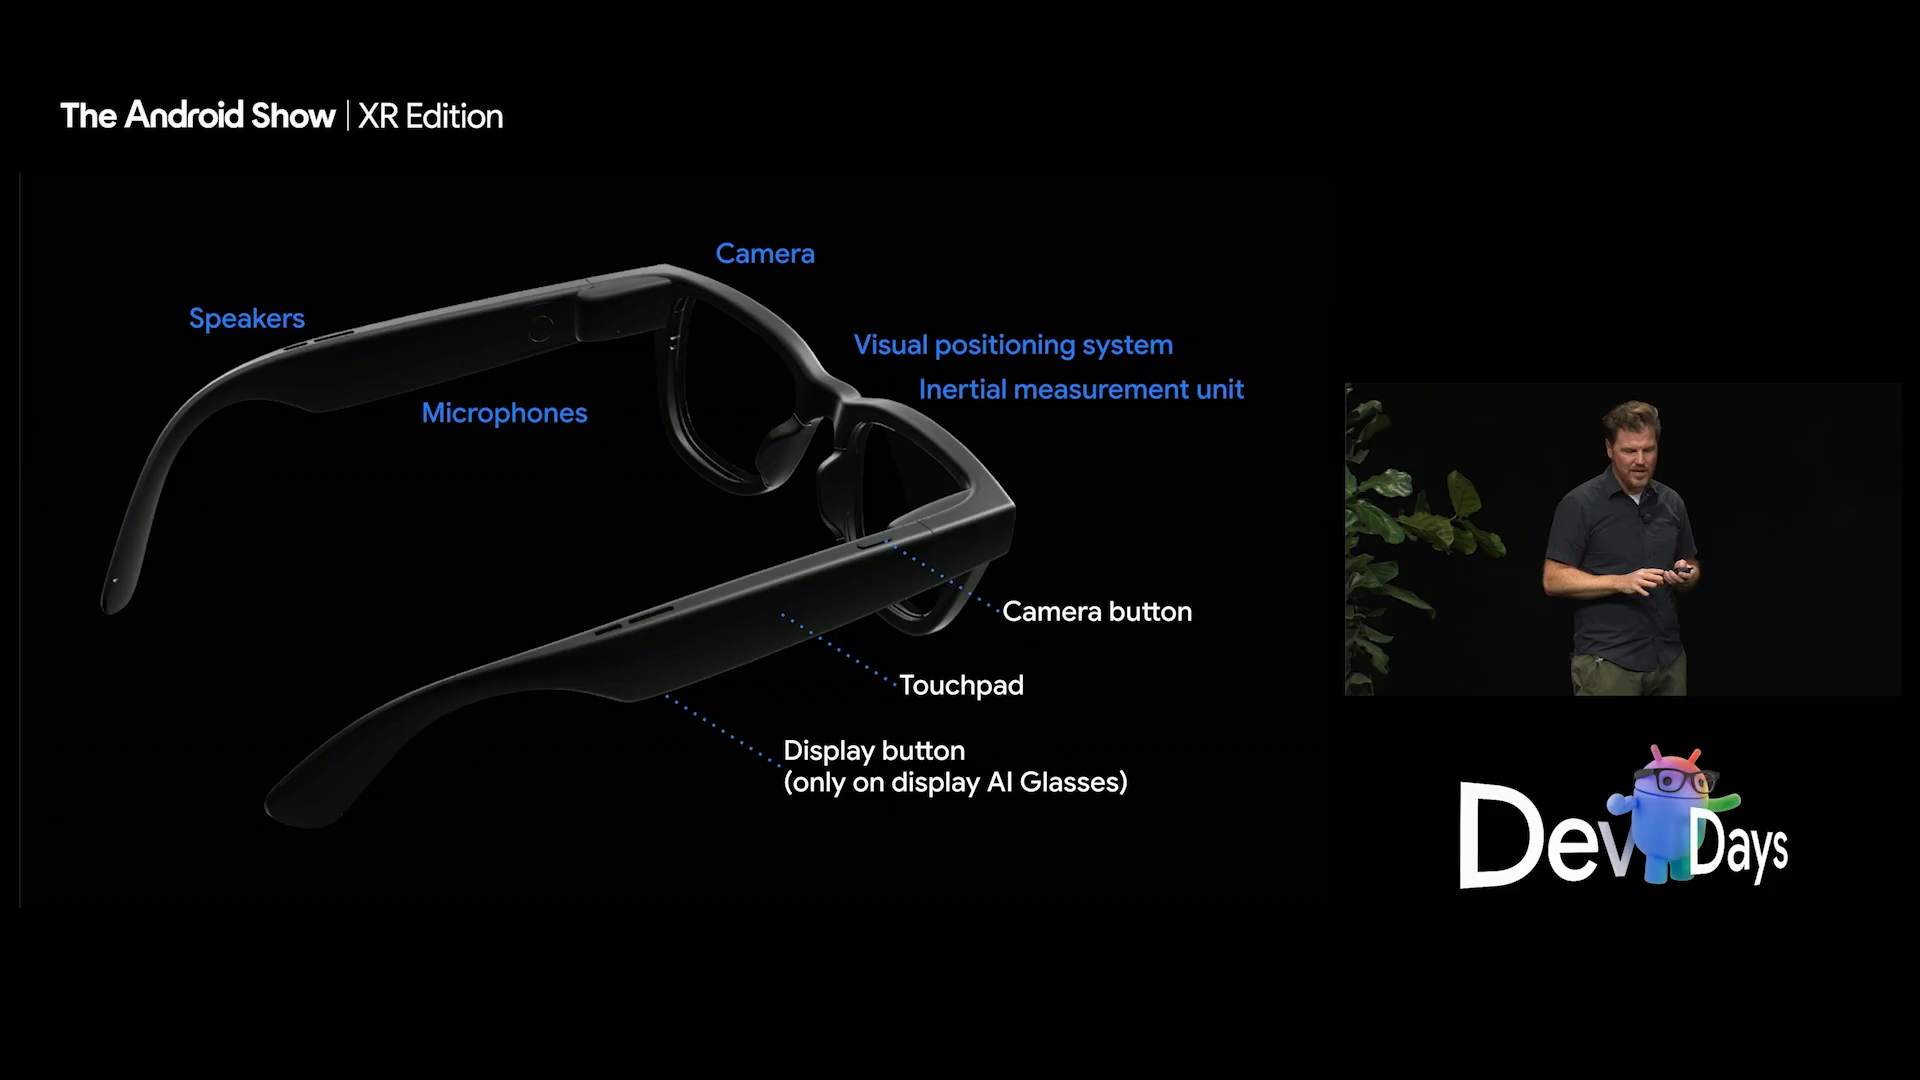 The Android Show | XR Edition
Camera
Speakers
Visual positioning system
Inertial measurement unit
Microphones
Camera button
Touchpad
Display button
(only on display AI Glasses)
Dev Days